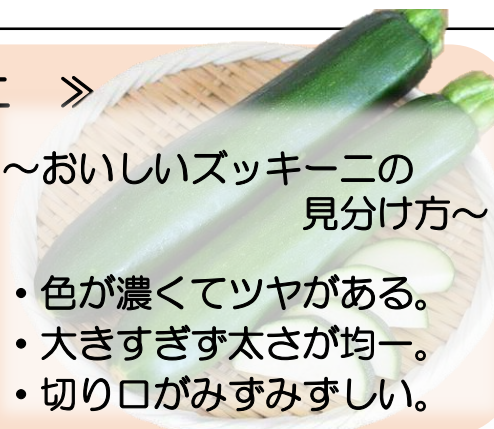 ニ ≫
～おいしいズッキーニの
見分け方～
・色が濃くてツヤがある。
・大きすぎず太さが均一。
・切り口がみずみずしい。